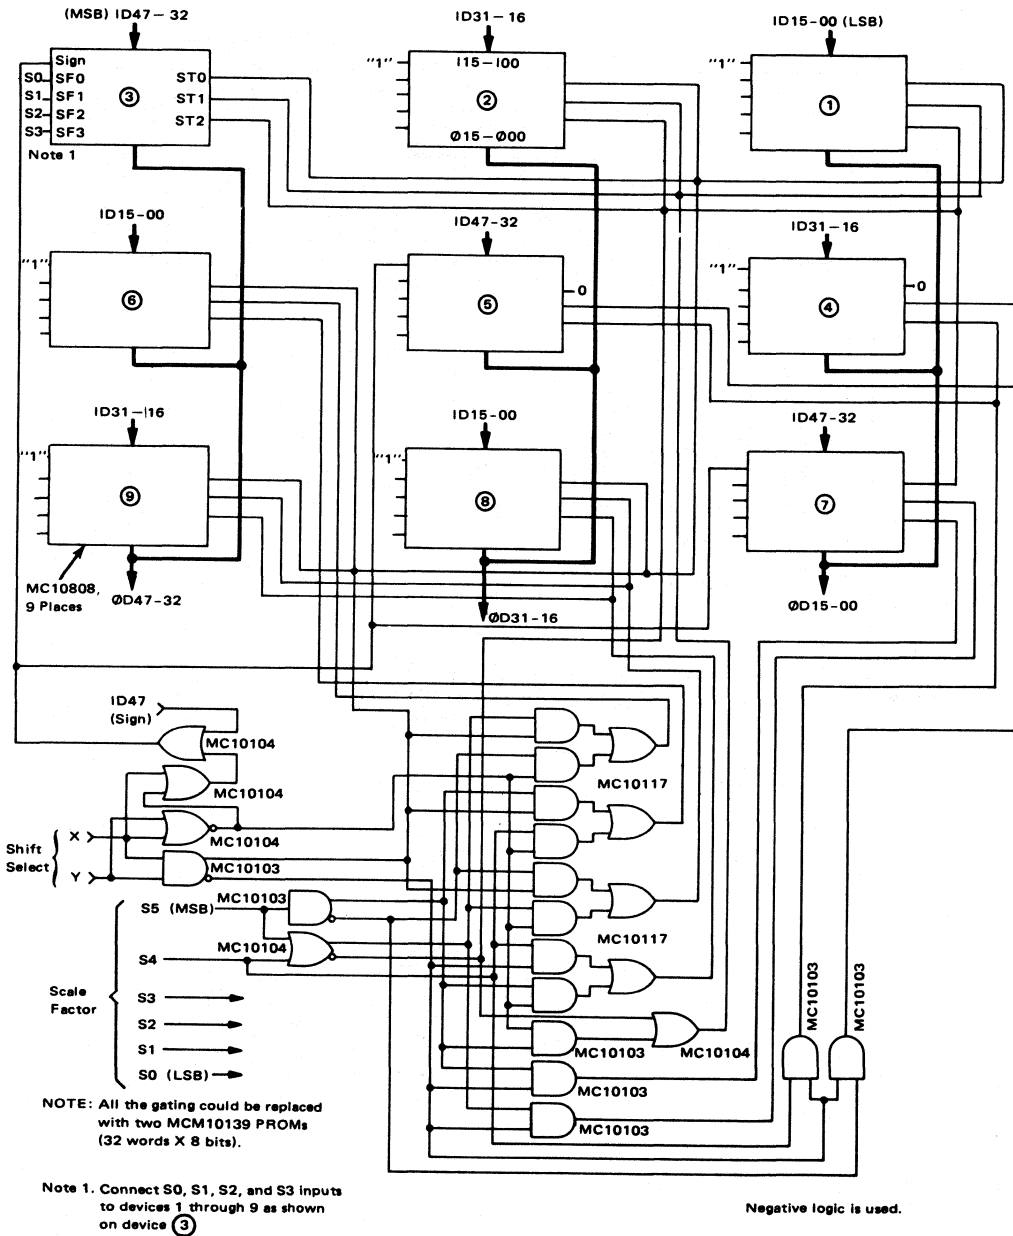 (MSB) ID47-32
ID31-16
ID15-00 (LSB)
Sign
S0 SF0
S1 SF1
S2 SF2
S3 SF3
3
ST0
ST1
ST2
Note 1
"1"
I15-I00
2
Ø15-Ø00
"1"
1
ID15-00
ID47-32
ID31-16
"1"
6
5
0
"1"
4
0
ID31-I16
ID15-00
ID47-32
"1"
9
"1"
8
7
MC10808,
9 Places
ØD47-32
ØD31-16
ØD15-00
ID47
(Sign)
MC10104
MC10104
MC10117
Shift
Select
X
Y
MC10104
MC10103
MC10103
S5 (MSB)
MC10104
MC10117
S4
Scale
Factor
S3
S2
S1
S0 (LSB)
MC10103
MC10104
MC10103
MC10103
MC10103
MC10103
NOTE: All the gating could be replaced
with two MCM10139 PROMs
(32 words X 8 bits).
Note 1. Connect S0, S1, S2, and S3 inputs
to devices 1 through 9 as shown
on device 3
Negative logic is used.